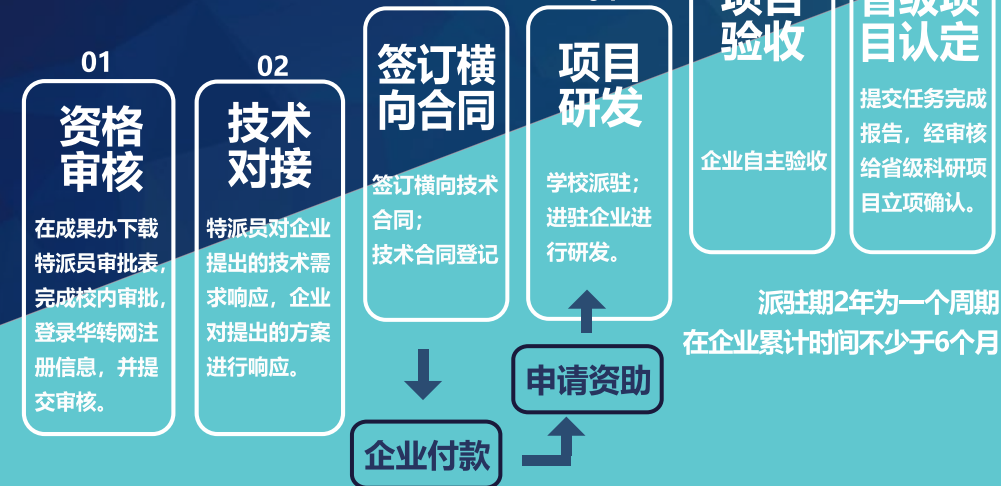 01
资格
审核
在成果办下载
特派员审批表，
完成校内审批，
登录华转网注
册信息，并提
交审核。
02
技术
对接
特派员对企业
提出的技术需
求响应，企业
对提出的方案
进行响应。
签订横
向合同
签订横向技术
合同；
技术合同登记
企业付款
申请资助
项目
研发
学校派驻；
进驻企业进
行研发。
项目
验收
企业自主验收
省级项
目认定
提交任务完成
报告，经审核
给省级科研项
目立项确认。
派驻期2年为一个周期
在企业累计时间不少于6个月